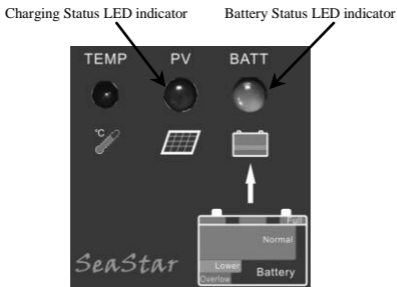 Charging Status LED indicator Battery Status LED indicator
TEMP PV BATT
°C
Full
Normal
Lower
Overlow
Battery
SeaStar